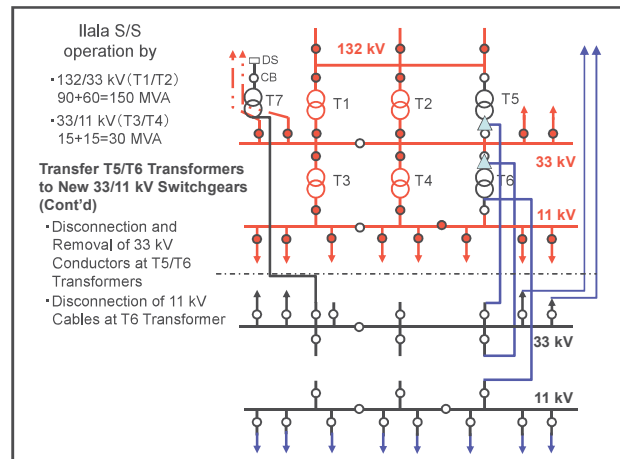 Ilala S/S
operation by
・132/33 kV(T1/T2)
90+60=150 MVA
・33/11 kV(T3/T4)
15+15=30 MVA
Transfer T5/T6 Transformers
to New 33/11 kV Switchgears
(Cont'd)
・Disconnection and
Removal of 33 kV
Conductors at T5/T6
Transformers
・Disconnection of 11 kV
Cables at T6 Transformer
132 kV
DS
CB
T7
T1
T2
T5
33 kV
T3
T4
T6
11 kV
33 kV
11 kV